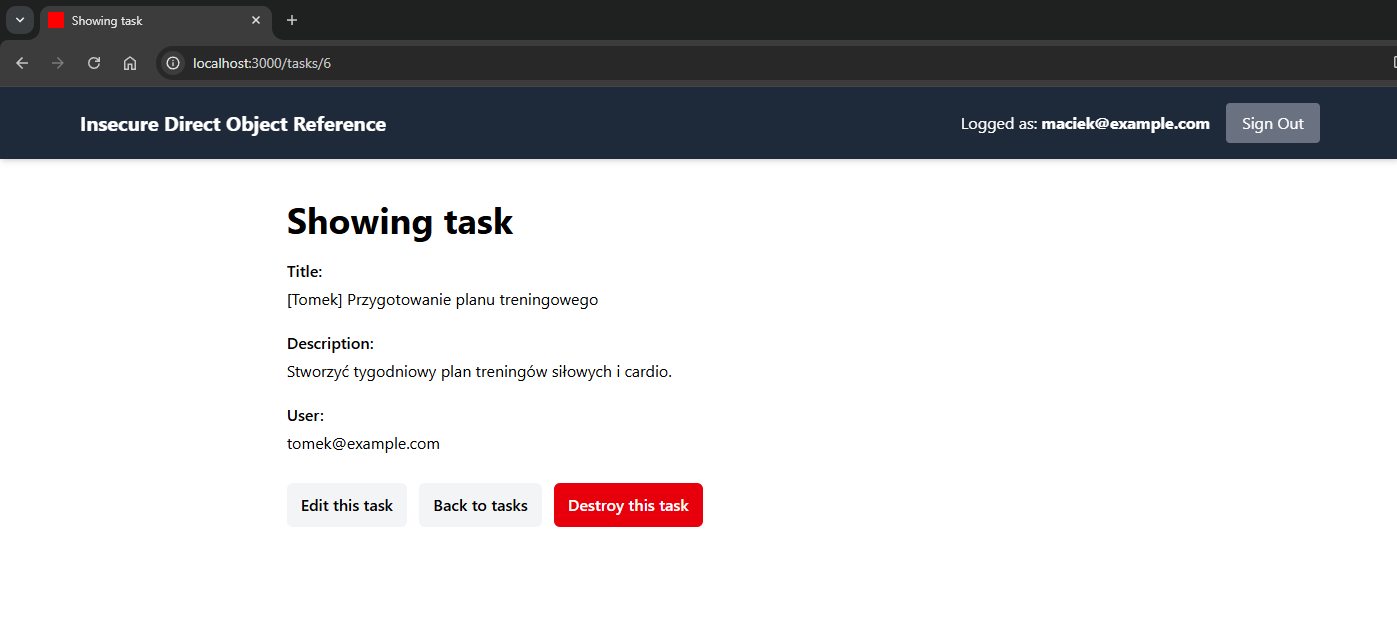 Showing task
localhost:3000/tasks/6
Insecure Direct Object Reference
Logged as: maciek@example.com
Sign Out
Showing task
Title:
[Tomek] Przygotowanie planu treningowego
Description:
Stworzyć tygodniowy plan treningów siłowych i cardio.
User:
tomek@example.com
Edit this task
Back to tasks
Destroy this task